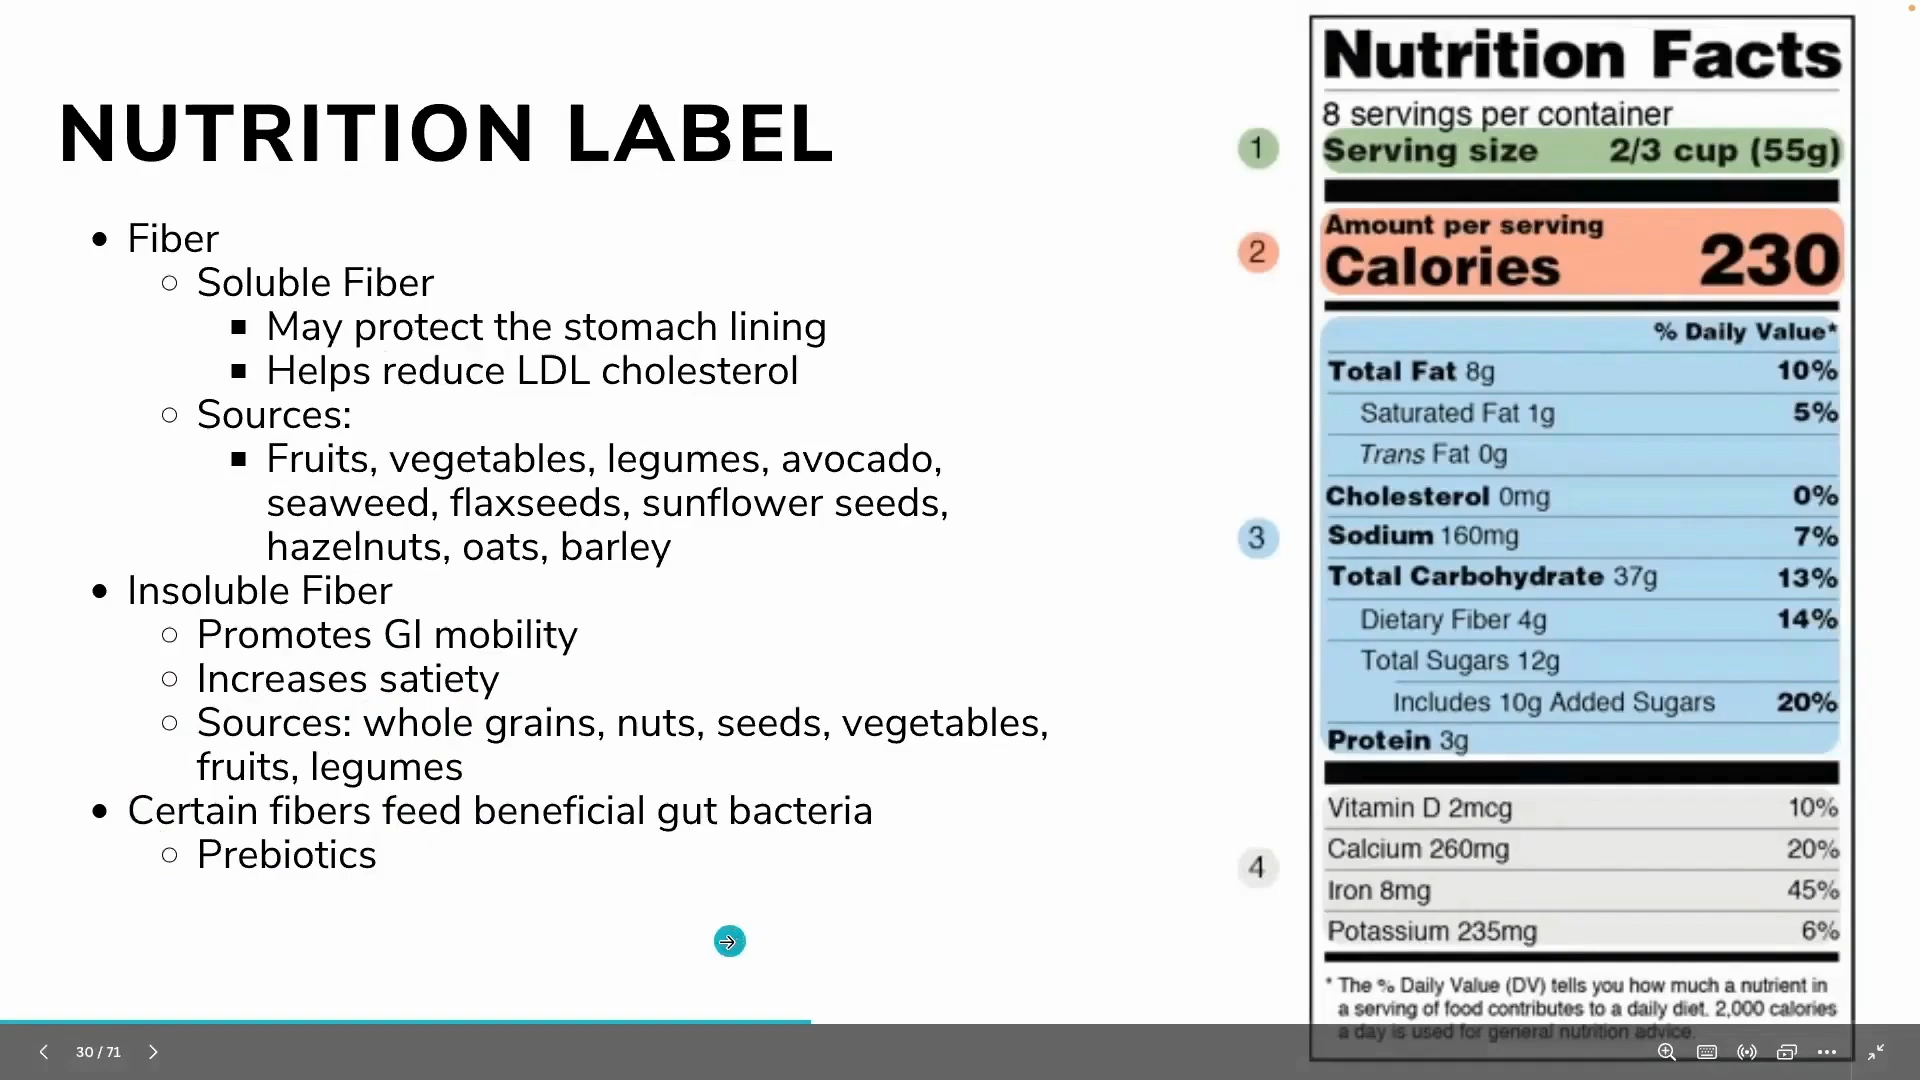 NUTRITION LABEL
• Fiber
○ Soluble Fiber
■ May protect the stomach lining
■ Helps reduce LDL cholesterol
○ Sources:
■ Fruits, vegetables, legumes, avocado,
seaweed, flaxseeds, sunflower seeds,
hazelnuts, oats, barley
• Insoluble Fiber
○ Promotes GI mobility
○ Increases satiety
○ Sources: whole grains, nuts, seeds, vegetables,
fruits, legumes
• Certain fibers feed beneficial gut bacteria
○ Prebiotics
Nutrition Facts
8 servings per container
1 Serving size 2/3 cup (55g)
Amount per serving
2 Calories 230
% Daily Value*
Total Fat 8g 10%
Saturated Fat 1g 5%
Trans Fat 0g
Cholesterol 0mg 0%
3 Sodium 160mg 7%
Total Carbohydrate 37g 13%
Dietary Fiber 4g 14%
Total Sugars 12g
Includes 10g Added Sugars 20%
Protein 3g
Vitamin D 2mcg 10%
Calcium 260mg 20%
4 Iron 8mg 45%
Potassium 235mg 6%
* The % Daily Value (DV) tells you how much a nutrient in
a serving of food contributes to a daily diet. 2,000 calories
a day is used for general nutrition advice.
30 / 71